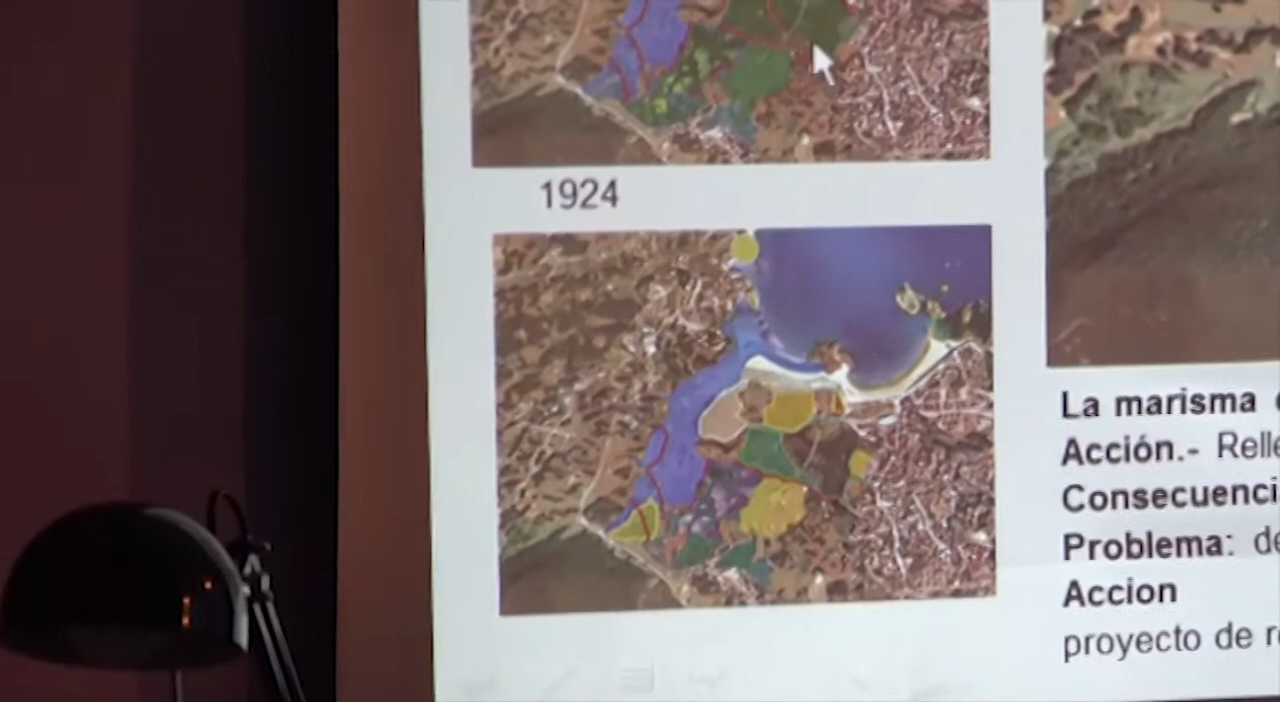 1924
La marisma
Acción.- Relle
Consecuenci
Problema: de
Accion
proyecto de r